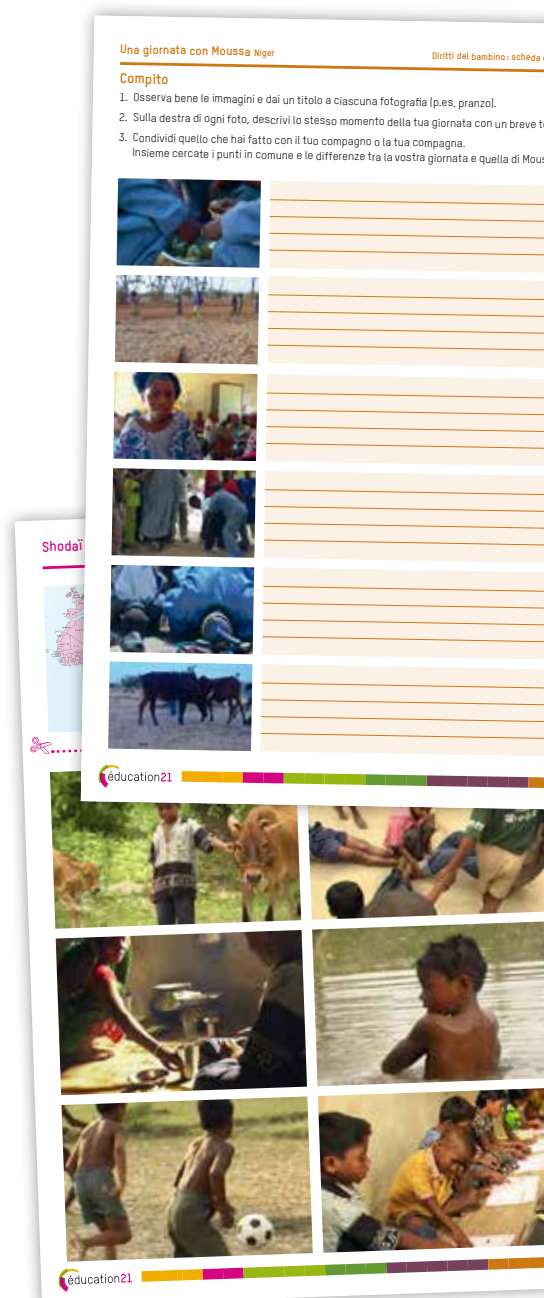 Una giornata con Moussa Niger
Diritti del bambino: scheda
Compito
1. Osserva bene le immagini e dai un titolo a ciascuna fotografia (p.es. pranzo).
2. Sulla destra di ogni foto, descrivi lo stesso momento della tua giornata con un breve te
3. Condividi quello che hai fatto con il tuo compagno o la tua compagna.
Insieme cercate i punti in comune e le differenze tra la vostra giornata e quella di Mous
éducation21
Shodaï
éducation21